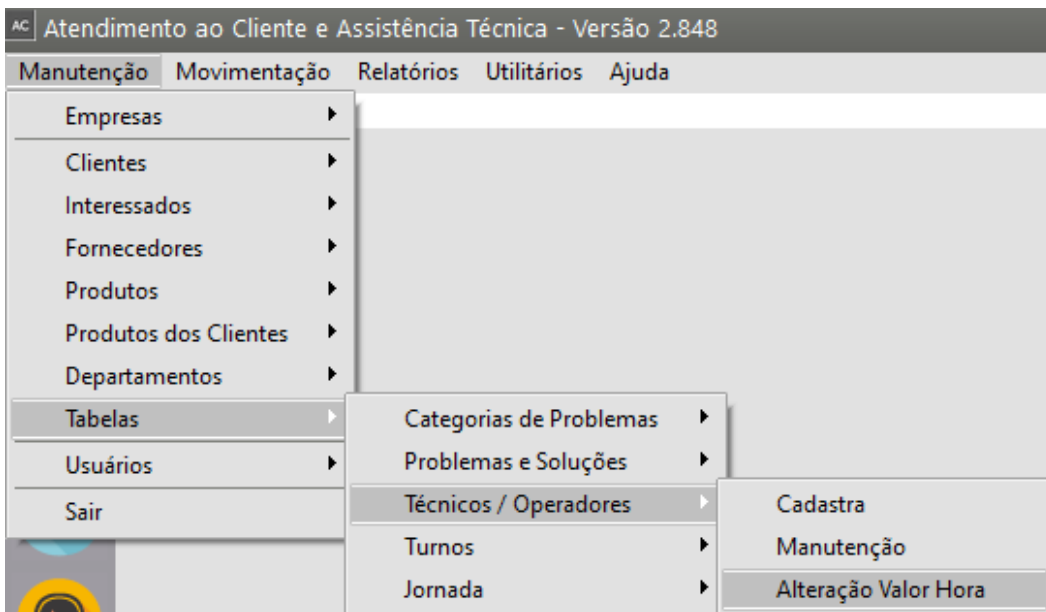 AC Atendimento ao Cliente e Assistência Técnica - Versão 2.848
Manutenção Movimentação Relatórios Utilitários Ajuda
Empresas
Clientes
Interessados
Fornecedores
Produtos
Produtos dos Clientes
Departamentos
Tabelas
Usuários
Sair
Categorias de Problemas
Problemas e Soluções
Técnicos / Operadores
Turnos
Jornada
Cadastra
Manutenção
Alteração Valor Hora